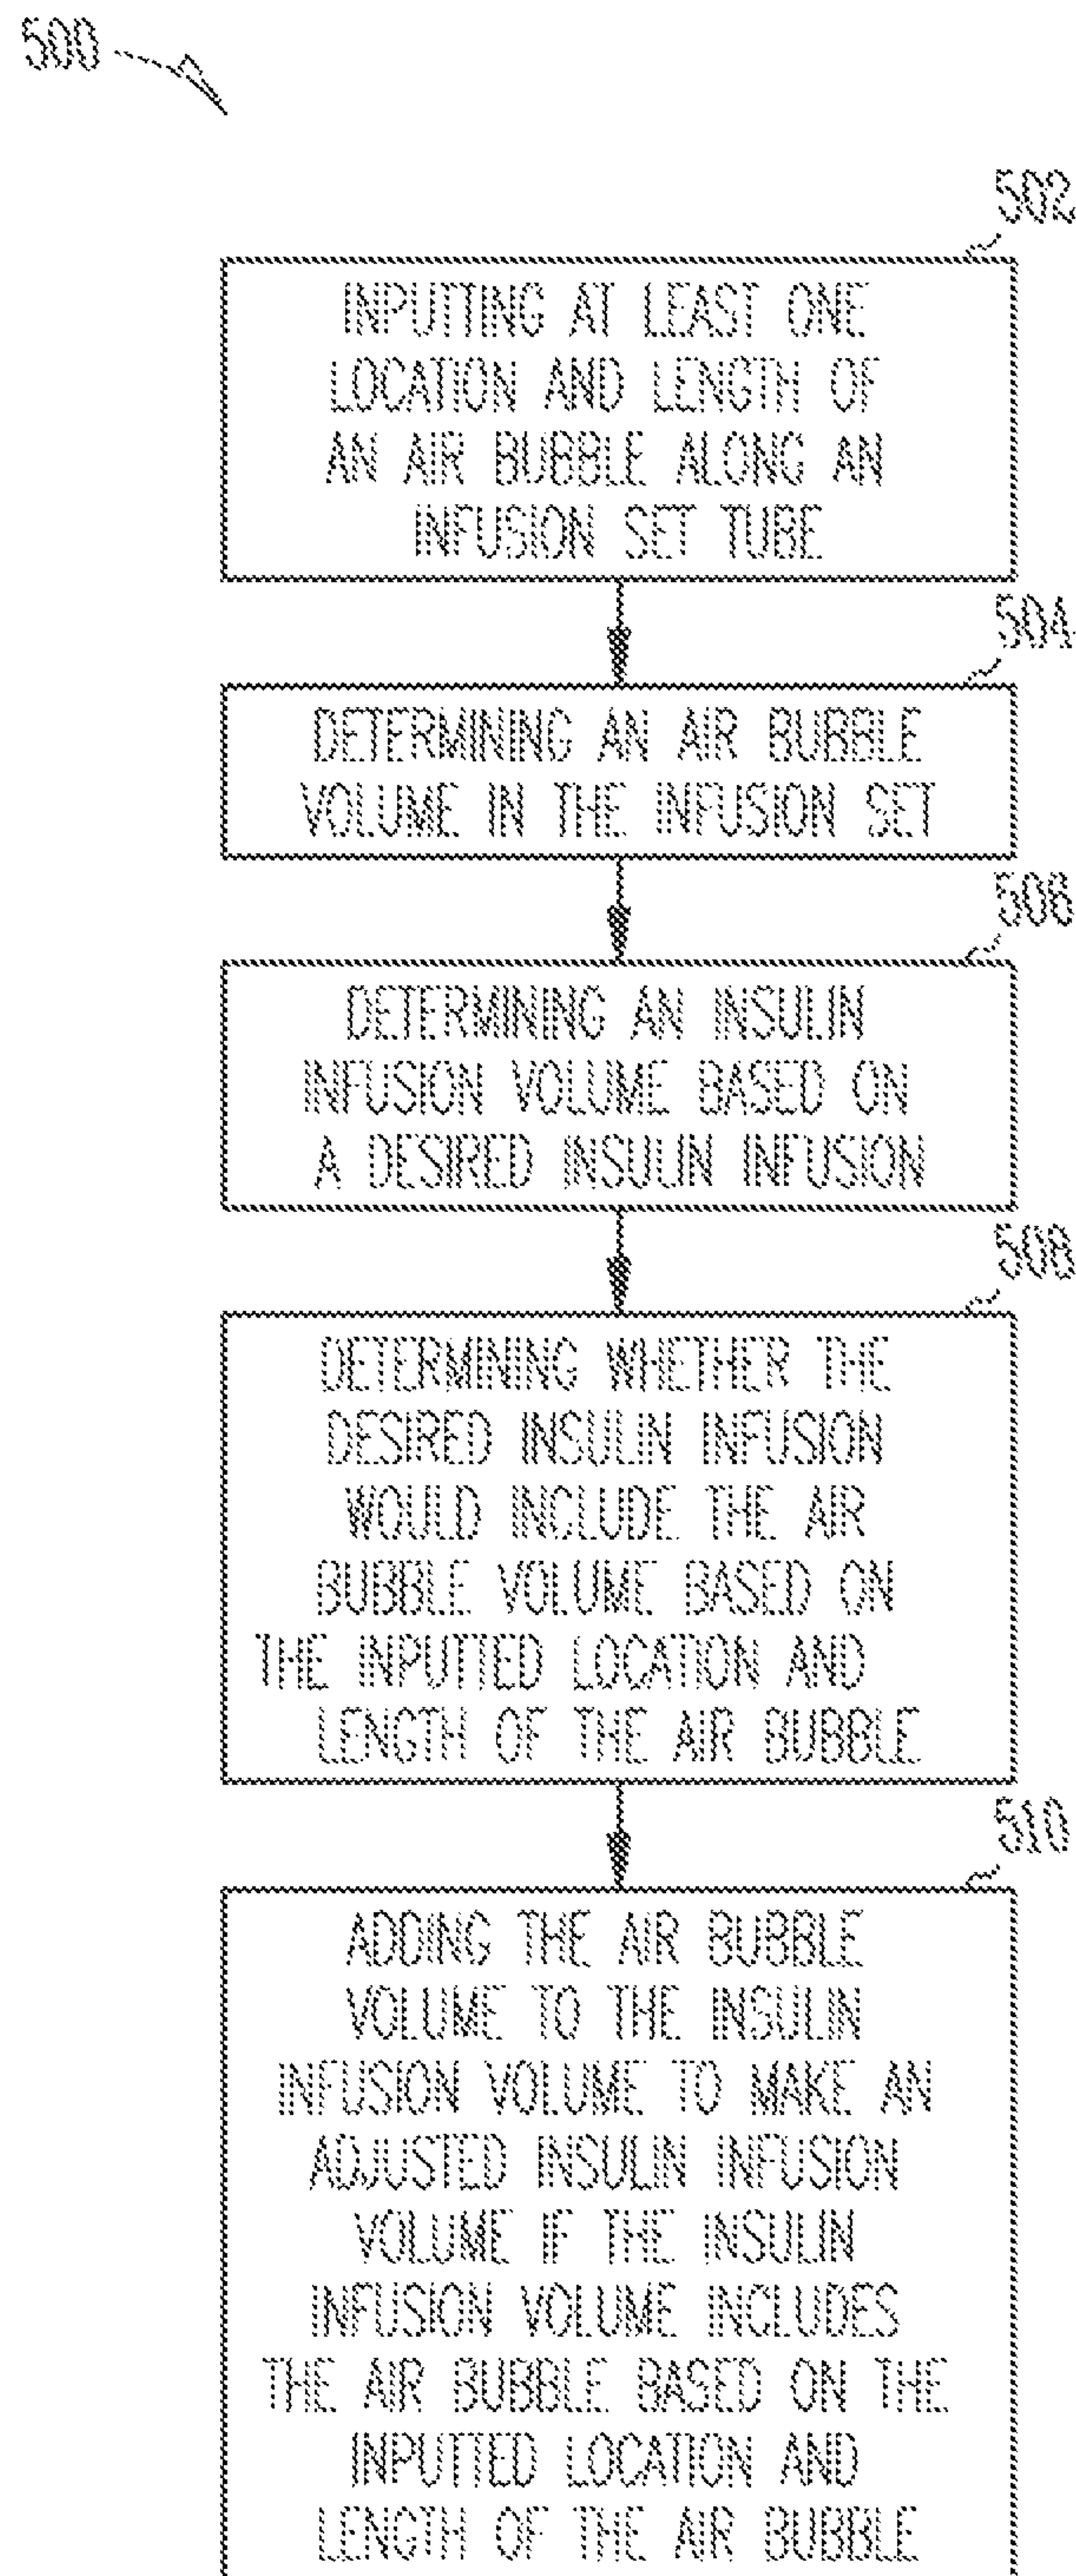 500
502
INPUTTING AT LEAST ONE
LOCATION AND LENGTH OF
AN AIR BUBBLE ALONG AN
INFUSION SET TUBE
504
DETERMINING AN AIR BUBBLE
VOLUME IN THE INFUSION SET
506
DETERMINING AN INSULIN
INFUSION VOLUME BASED ON
A DESIRED INSULIN INFUSION
508
DETERMINING WHETHER THE
DESIRED INSULIN INFUSION
WOULD INCLUDE THE AIR
BUBBLE VOLUME BASED ON
THE INPUTTED LOCATION AND
LENGTH OF THE AIR BUBBLE
510
ADDING THE AIR BUBBLE
VOLUME TO THE INSULIN
INFUSION VOLUME TO MAKE AN
ADJUSTED INSULIN INFUSION
VOLUME IF THE INSULIN
INFUSION VOLUME INCLUDES
THE AIR BUBBLE BASED ON THE
INPUTTED LOCATION AND
LENGTH OF THE AIR BUBBLE